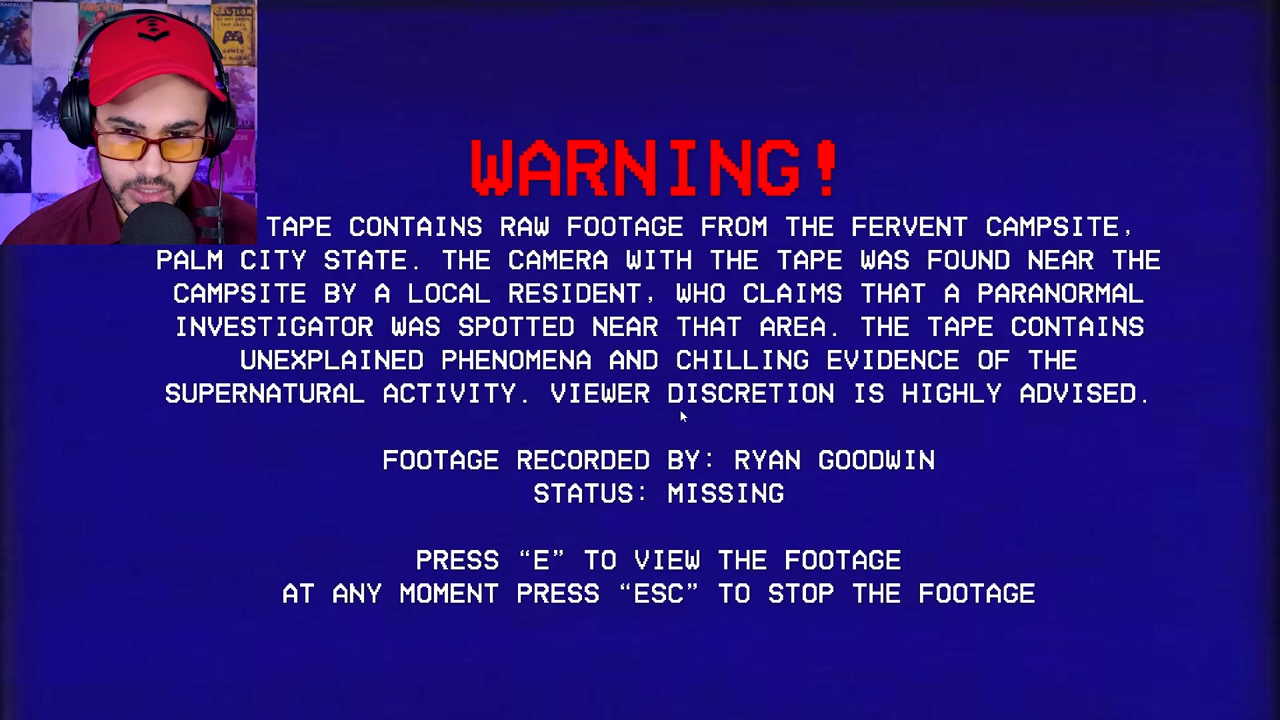 WARNING!
TAPE CONTAINS RAW FOOTAGE FROM THE FERVENT CAMPSITE,
PALM CITY STATE. THE CAMERA WITH THE TAPE WAS FOUND NEAR THE
CAMPSITE BY A LOCAL RESIDENT, WHO CLAIMS THAT A PARANORMAL
INVESTIGATOR WAS SPOTTED NEAR THAT AREA. THE TAPE CONTAINS
UNEXPLAINED PHENOMENA AND CHILLING EVIDENCE OF THE
SUPERNATURAL ACTIVITY. VIEWER DISCRETION IS HIGHLY ADVISED.
FOOTAGE RECORDED BY: RYAN GOODWIN
STATUS: MISSING
PRESS “E” TO VIEW THE FOOTAGE
AT ANY MOMENT PRESS “ESC” TO STOP THE FOOTAGE